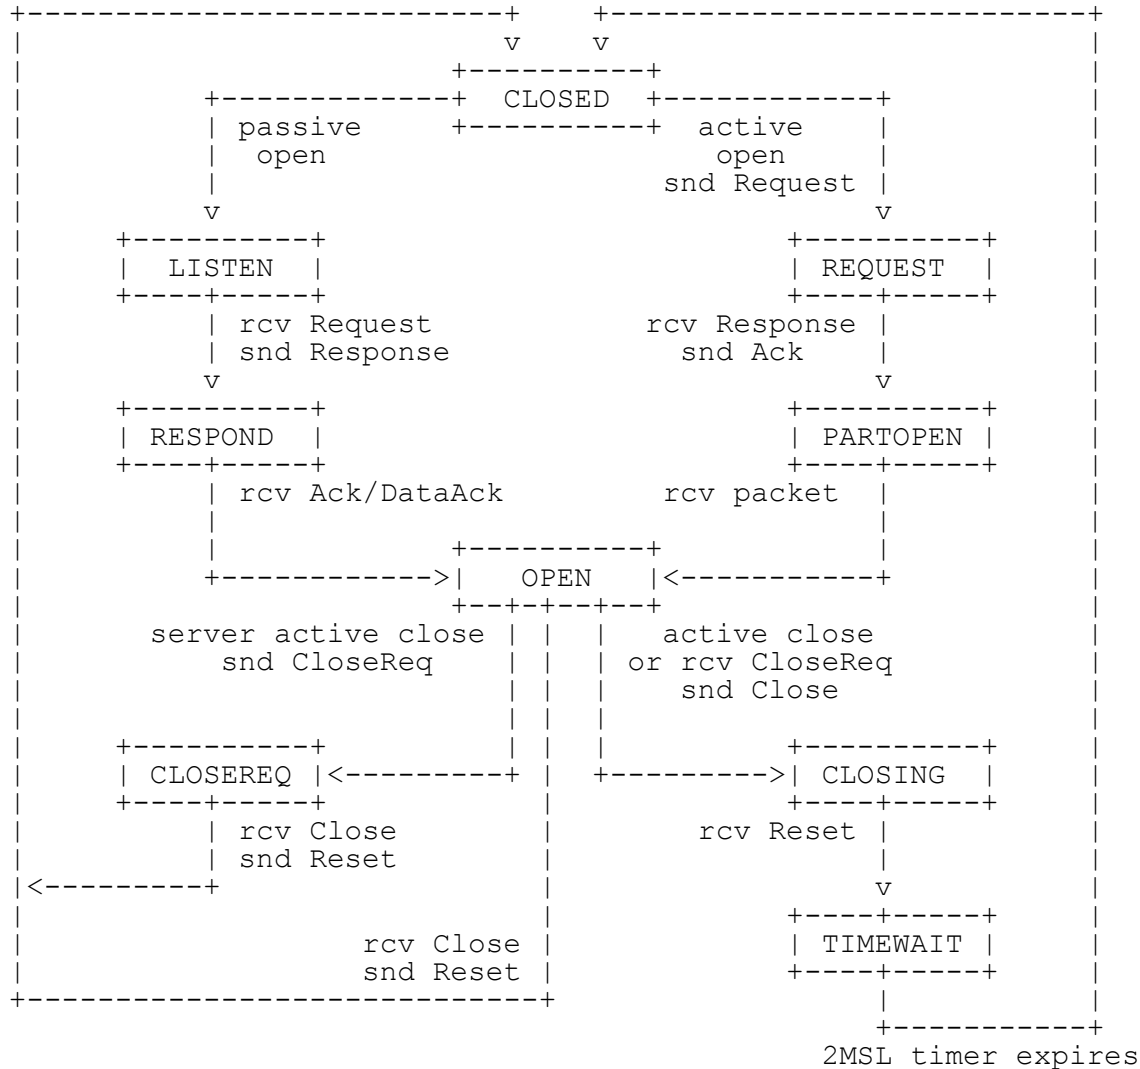 CLOSED
passive active
open open
snd Request
LISTEN REQUEST
rcv Request rcv Response
snd Response snd Ack
RESPOND PARTOPEN
rcv Ack/DataAck rcv packet
OPEN
server active close active close
snd CloseReq or rcv CloseReq
snd Close
CLOSEREQ CLOSING
rcv Close rcv Reset
snd Reset
rcv Close TIMEWAIT
snd Reset
2MSL timer expires